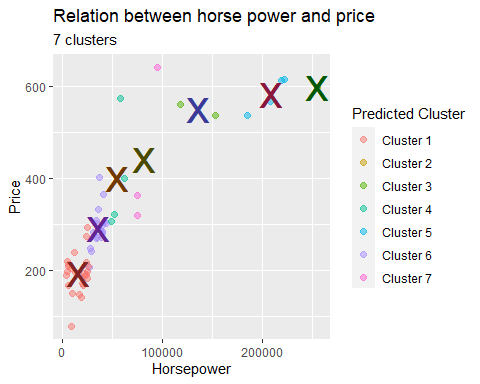 Relation between horse power and price
7 clusters
600
400
200
Price
0
100000
200000
Horsepower
Predicted Cluster
Cluster 1
Cluster 2
Cluster 3
Cluster 4
Cluster 5
Cluster 6
Cluster 7
X
X
X
X
X
X
X